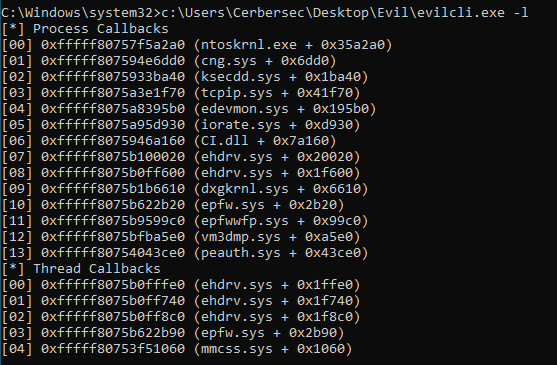 C:\Windows\system32>c:\Users\Cerbersec\Desktop\Evil\evilcli.exe -l
[*] Process Callbacks
[00] 0xfffff80757f5a2a0 (ntoskrnl.exe + 0x35a2a0)
[01] 0xfffff807594e6dd0 (cng.sys + 0x6dd0)
[02] 0xfffff8075933ba40 (ksecdd.sys + 0x1ba40)
[03] 0xfffff8075a3e1f70 (tcpip.sys + 0x41f70)
[04] 0xfffff8075a8395b0 (edevmon.sys + 0x195b0)
[05] 0xfffff8075a95d930 (iorate.sys + 0xd930)
[06] 0xfffff8075946a160 (CI.dll + 0x7a160)
[07] 0xfffff8075b100020 (ehdrv.sys + 0x20020)
[08] 0xfffff8075b0ff600 (ehdrv.sys + 0x1f600)
[09] 0xfffff8075b1b6610 (dxgkrnl.sys + 0x6610)
[10] 0xfffff8075b622b20 (epfw.sys + 0x2b20)
[11] 0xfffff8075b9599c0 (epfwwfp.sys + 0x99c0)
[12] 0xfffff8075bfba5e0 (vm3dmp.sys + 0xa5e0)
[13] 0xfffff80754043ce0 (peauth.sys + 0x43ce0)
[*] Thread Callbacks
[00] 0xfffff8075b0fffe0 (ehdrv.sys + 0x1ffe0)
[01] 0xfffff8075b0ff740 (ehdrv.sys + 0x1f740)
[02] 0xfffff8075b0ff8c0 (ehdrv.sys + 0x1f8c0)
[03] 0xfffff8075b622b90 (epfw.sys + 0x2b90)
[04] 0xfffff80753f51060 (mmcss.sys + 0x1060)